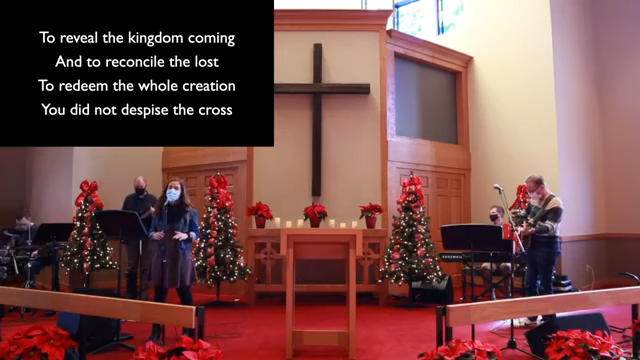 To reveal the kingdom coming
And to reconcile the lost
To redeem the whole creation
You did not despise the cross
KURZWEIL